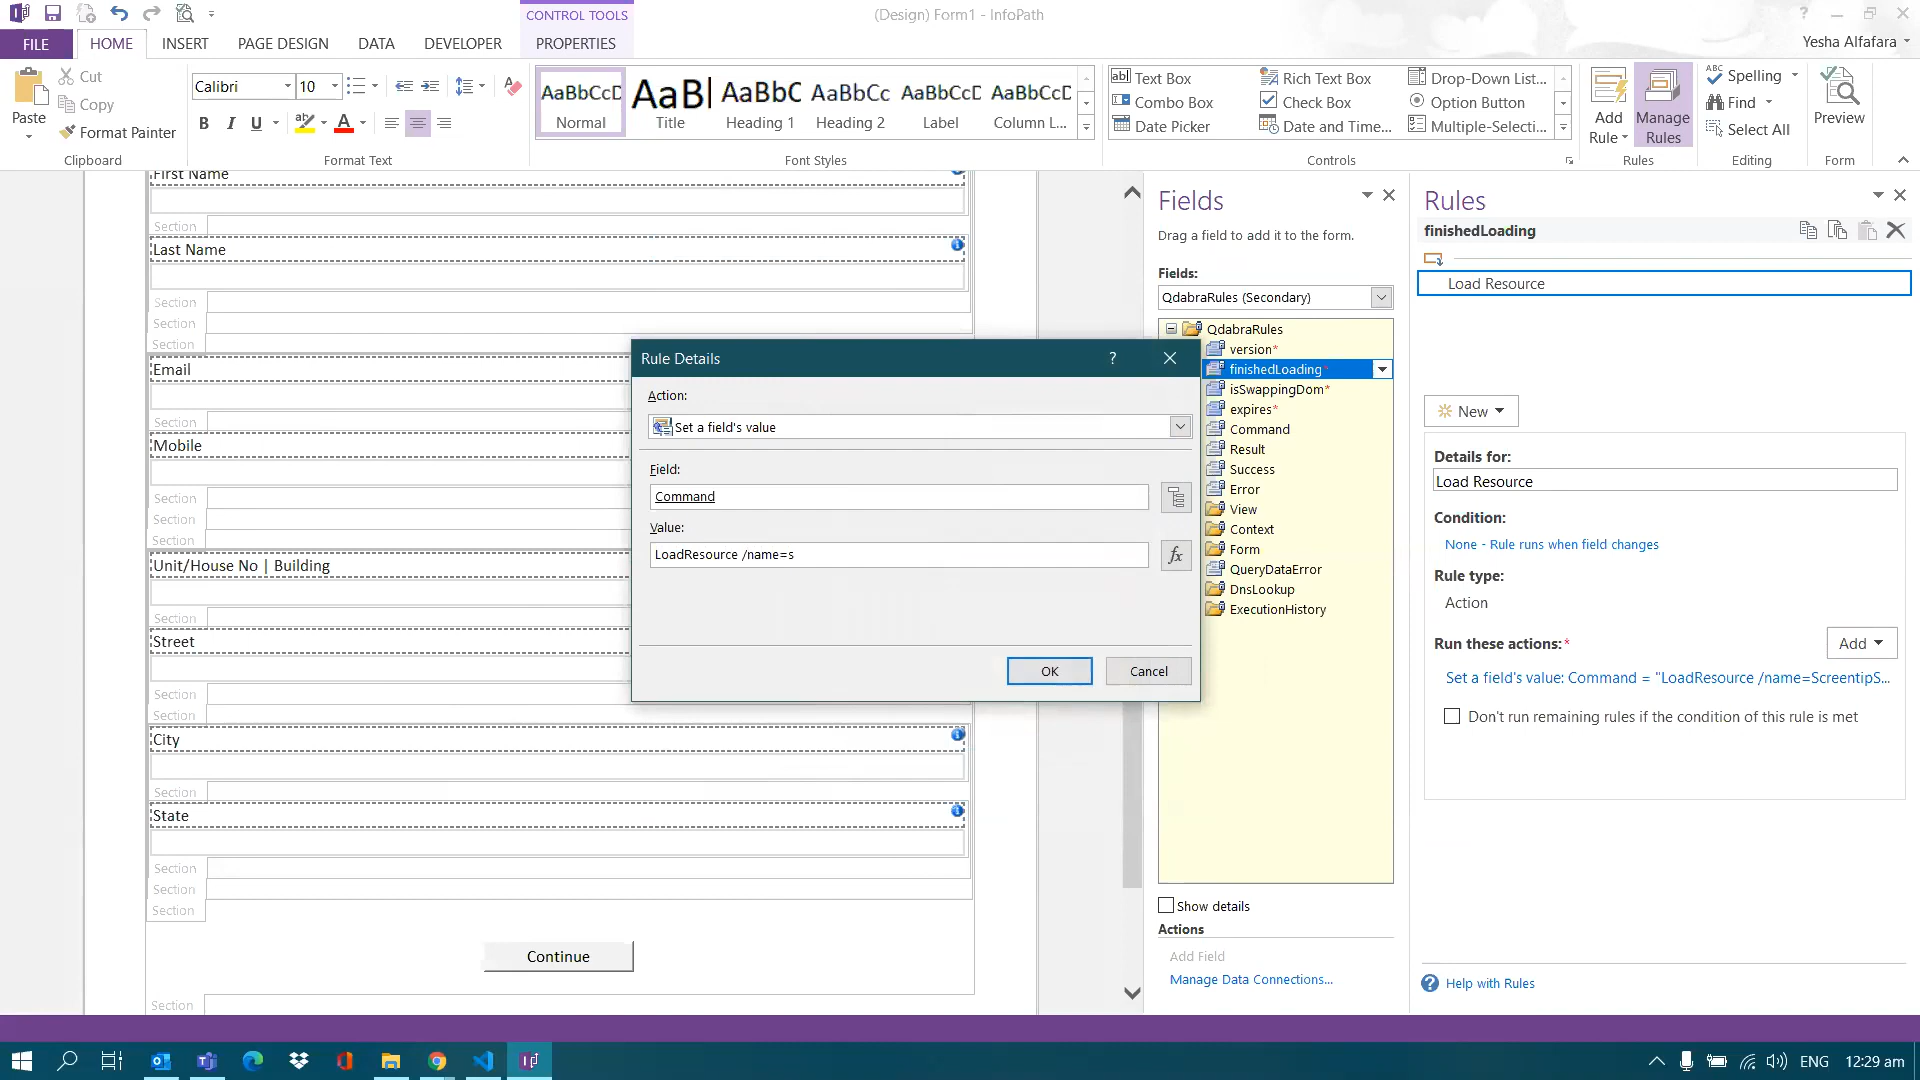 CONTROL TOOLS
(Design) Form1 - InfoPath
FILE
HOME
INSERT
PAGE DESIGN
DATA
DEVELOPER
PROPERTIES
Yesha Alfafara
Paste
Cut
Copy
Format Painter
Clipboard
Calibri
10
B I U
Format Text
AaBbCcD
Normal
AaBl
Title
AaBbC
Heading 1
AaBbCc
Heading 2
AaBbCcD
Label
AaBbCcD
Column L...
Font Styles
Text Box
Combo Box
Date Picker
Rich Text Box
Check Box
Date and Time...
Drop-Down List...
Option Button
Multiple-Selecti...
Controls
Add
Rule
Manage
Rules
Rules
ABC
Spelling
Find
Select All
Editing
Preview
Form
First Name
Section
Last Name
Section
Section
Section
Email
Section
Mobile
Section
Section
Section
Unit/House No | Building
Section
Street
Section
Section
City
Section
State
Section
Section
Section
Continue
Section
Rule Details
?
Action:
Set a field's value
Field:
Command
Value:
LoadResource /name=s
fx
OK
Cancel
Fields
Drag a field to add it to the form.
Fields:
QdabraRules (Secondary)
QdabraRules
version*
finishedLoading
isSwappingDom*
expires*
Command
Result
Success
Error
View
Context
Form
QueryDataError
DnsLookup
ExecutionHistory
Show details
Actions
Add Field
Manage Data Connections...
Rules
finishedLoading
Load Resource
New
Details for:
Load Resource
Condition:
None - Rule runs when field changes
Rule type:
Action
Run these actions:*
Add
Set a field's value: Command = "LoadResource /name=ScreentipS...
Don't run remaining rules if the condition of this rule is met
Help with Rules
ENG
12:29 am